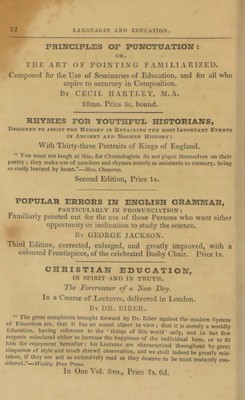 22 LANGUAGES AND EDUCATION.
PRINCIPLES OF PUNCTUATION:
OR,
THE ART OF POINTING FAMILIARIZED.
Composed for the Use of Seminaries of Education, and for all who
aspire to accuracy in Composition.
By CECIL HARTLEY, M.A.
18mo. Price 3s, bound.
RHYMES FOR YOUTHFUL HISTORIANS,
DESIGNED TO ASSIST THE MEMORY IN RETAINING THE MOST IMPORTANT EVENTS
IN ANCIENT AND MODERN HISTORY;
With Thirty-three Portraits of Kings of England.
" You must not laugh at this, for Chronologists do not pique themselves on their
poetry; they make use of numbers and rhymes merely as assistants to memory, being
so easily learned by heart."—Mrs. Chapone.
Second Edition, Price 1s.
POPULAR ERRORS IN ENGLISH GRAMMAR,
PARTICULARLY IN PRONUNCIATION:
Familiarly pointed out for the use of those Persons who want either
opportunity or inclination to study the science.
By GEORGE JACKSON.
Third Edition, corrected, enlarged, and greatly improved, with a
coloured Frontispiece, of the celebrated Busby Chair. Price 1s.
CHRISTIAN EDUCATION,
IN SPIRIT AND IN TRUTH,
The Forerunner of a New Day.
In a Course of Lectures, delivered in London.
By DR. BIBER.
" The great complaints brought forward by Dr. Biber against the modern System
of Education are, that it has no moral object in view; that it is merely a worldly
Education, having reference to the 'things of this world' only, and in but few
respects calculated either to increase the happiness of the individual here, or to fit
him for enjoyment hereafter: his Lectures are characterised throughout by great
eloquence of style and much shrewd observation, and we shall indeed be greatly mis-
taken, if they are not as extensively read as they deserve to be most maturely con-
sidered."—Weekly Free Press.
In One Vol. 8vo., Price 7s. 6d.